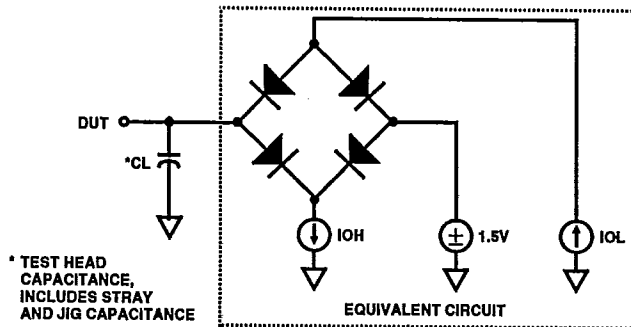 DUT
*CL
IOH
±
1.5V
IOL
* TEST HEAD
CAPACITANCE,
INCLUDES STRAY
AND JIG CAPACITANCE
EQUIVALENT CIRCUIT